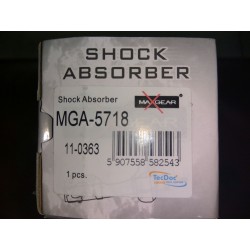 SHOCK
ABSORBER
Shock Absorber
MAXGEAR
MGA-5718
11-0363
5 907558 582543
1 pcs.
TecDoc